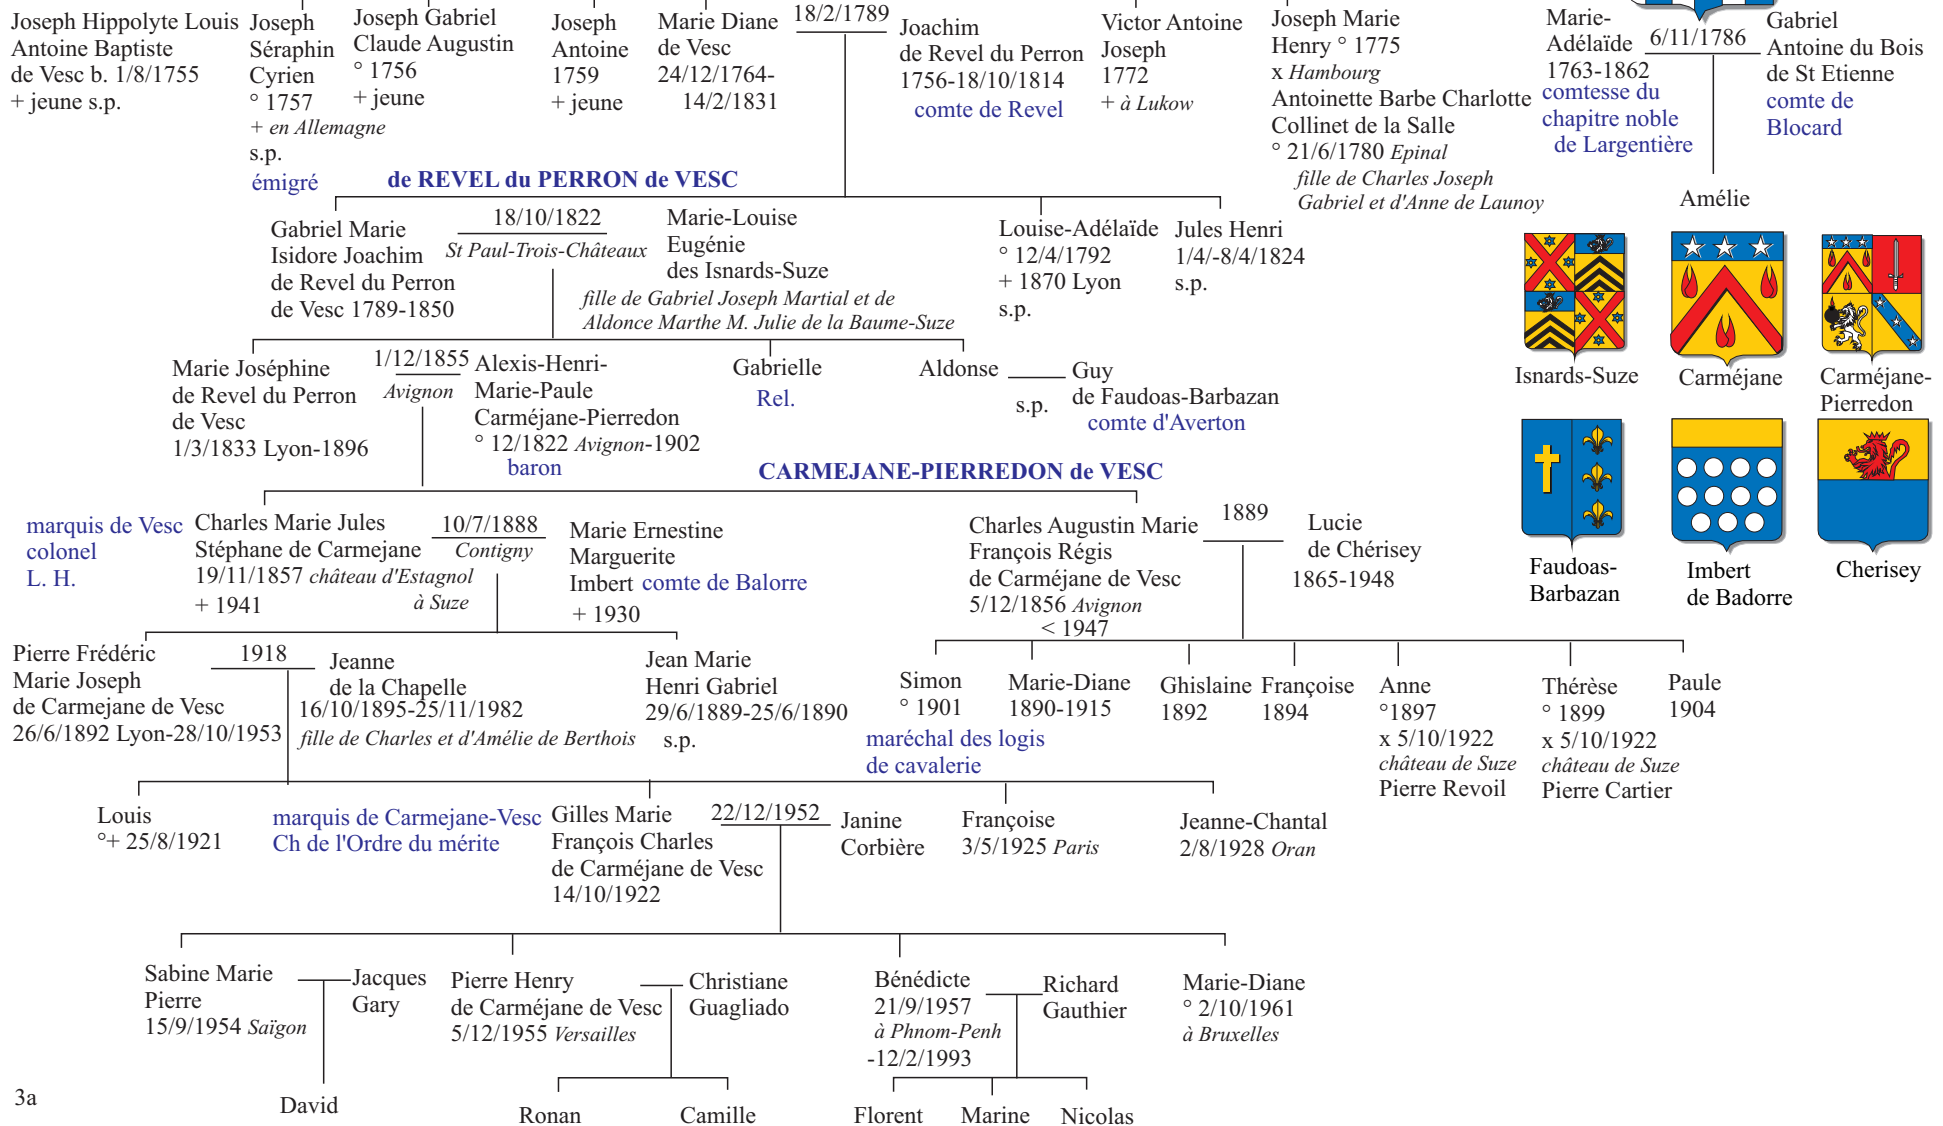 Joseph Hippolyte Louis
Antoine Baptiste
de Vesc b. 1/8/1755
+ jeune s.p.
Joseph
Séraphin
Cyrien
° 1757
+ en Allemagne
s.p.
émigré
Joseph Gabriel
Claude Augustin
° 1756
+ jeune
Joseph
Antoine
1759
+ jeune
Marie Diane
de Vesc
24/12/1764-
14/2/1831
18/2/1789
Joachim
de Revel du Perron
1756-18/10/1814
comte de Revel
Victor Antoine
Joseph
1772
+ à Lukow
Joseph Marie
Henry ° 1775
x Hambourg
Antoinette Barbe Charlotte
Collinet de la Salle
° 21/6/1780 Epinal
fille de Charles Joseph
Gabriel et d'Anne de Launoy
Marie-
Adélaïde
1763-1862
comtesse du
chapitre noble
de Largentière
6/11/1786
Gabriel
Antoine du Bois
de St Etienne
comte de
Blocard
Amélie
de REVEL du PERRON de VESC
Gabriel Marie
Isidore Joachim
de Revel du Perron
de Vesc 1789-1850
18/10/1822
St Paul-Trois-Châteaux
Marie-Louise
Eugénie
des Isnards-Suze
fille de Gabriel Joseph Martial et de
Aldonce Marthe M. Julie de la Baume-Suze
Louise-Adélaïde
° 12/4/1792
+ 1870 Lyon
s.p.
Jules Henri
1/4/-8/4/1824
s.p.
Isnards-Suze
Carméjane
Carméjane-
Pierredon
Marie Joséphine
de Revel du Perron
de Vesc
1/3/1833 Lyon-1896
1/12/1855
Avignon
Alexis-Henri-
Marie-Paule
Carméjane-Pierredon
° 12/1822 Avignon-1902
baron
Gabrielle
Rel.
Aldonse
s.p.
Guy
de Faudoas-Barbazan
comte d'Averton
Faudoas-
Barbazan
Imbert
de Badorre
Cherisey
CARMEJANE-PIERREDON de VESC
marquis de Vesc
colonel
L. H.
Charles Marie Jules
Stéphane de Carmejane
19/11/1857 château d'Estagnol
à Suze
+ 1941
10/7/1888
Contigny
Marie Ernestine
Marguerite
Imbert comte de Balorre
+ 1930
Charles Augustin Marie
François Régis
de Carméjane de Vesc
5/12/1856 Avignon
< 1947
1889
Lucie
de Chérisey
1865-1948
Pierre Frédéric
Marie Joseph
de Carmejane de Vesc
26/6/1892 Lyon-28/10/1953
1918
Jeanne
de la Chapelle
16/10/1895-25/11/1982
fille de Charles et d'Amélie de Berthois
Jean Marie
Henri Gabriel
29/6/1889-25/6/1890
s.p.
Simon
° 1901
maréchal des logis
de cavalerie
Marie-Diane
1890-1915
Ghislaine
1892
Françoise
1894
Anne
°1897
x 5/10/1922
château de Suze
Pierre Revoil
Thérèse
° 1899
x 5/10/1922
château de Suze
Pierre Cartier
Paule
1904
Louis
°+ 25/8/1921
marquis de Carmejane-Vesc
Ch de l'Ordre du mérite
Gilles Marie
François Charles
de Carméjane de Vesc
14/10/1922
22/12/1952
Janine
Corbière
Françoise
3/5/1925 Paris
Jeanne-Chantal
2/8/1928 Oran
Sabine Marie
Pierre
15/9/1954 Saïgon
Jacques
Gary
Pierre Henry
de Carméjane de Vesc
5/12/1955 Versailles
Christiane
Guagliado
Bénédicte
21/9/1957
à Phnom-Penh
-12/2/1993
Richard
Gauthier
Marie-Diane
° 2/10/1961
à Bruxelles
3a
David
Ronan
Camille
Florent
Marine
Nicolas